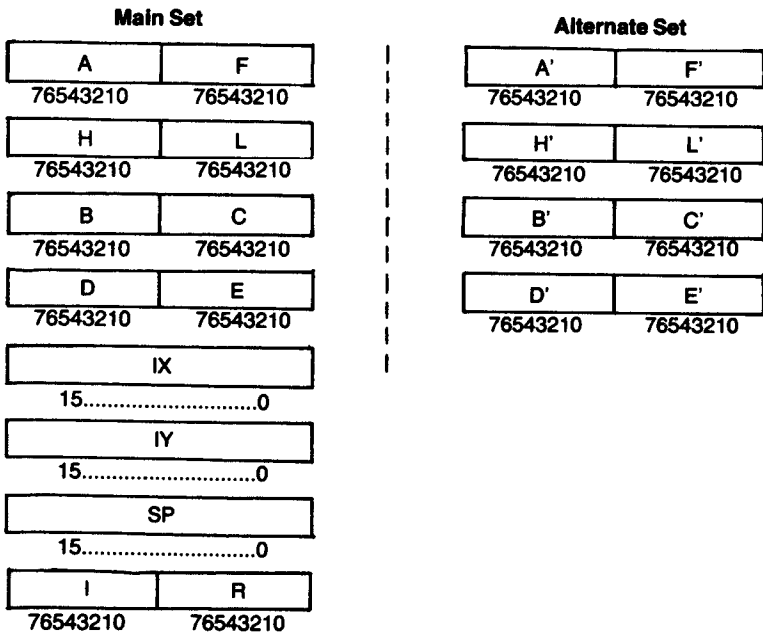 Main Set
A F
76543210 76543210
H L
76543210 76543210
B C
76543210 76543210
D E
76543210 76543210
IX
15............................0
IY
15............................0
SP
15............................0
I R
76543210 76543210
Alternate Set
A' F'
76543210 76543210
H' L'
76543210 76543210
B' C'
76543210 76543210
D' E'
76543210 76543210